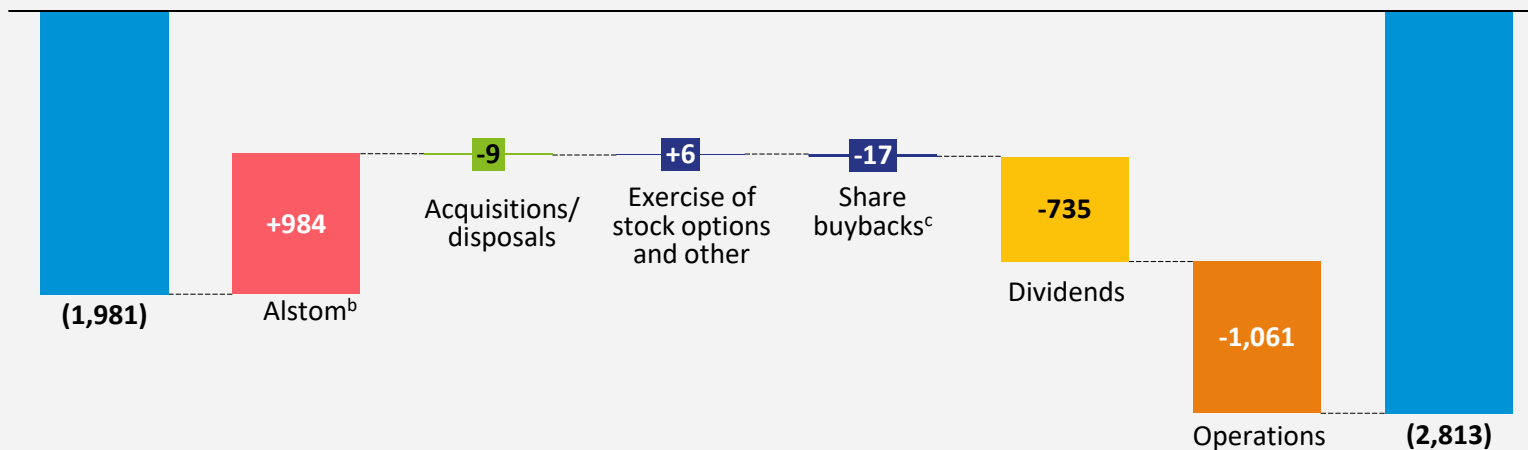 (1,981)
+984
Alstomᵇ
-9
Acquisitions/
disposals
+6
Exercise of
stock options
and other
-17
Share
buybacksᶜ
-735
Dividends
-1,061
Operations
(2,813)